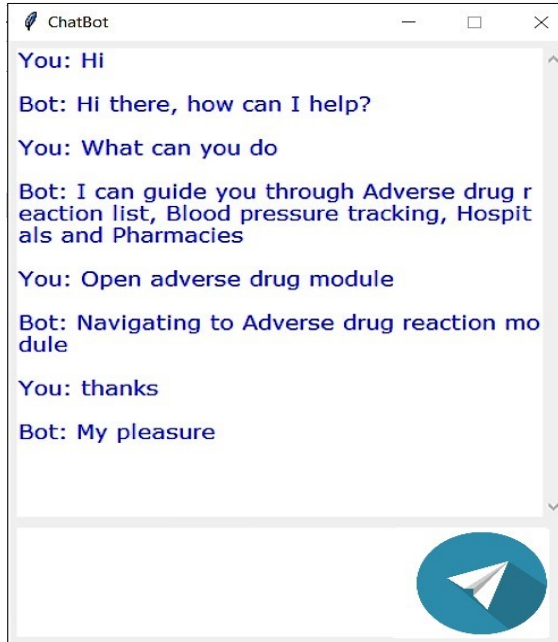 ChatBot
You: Hi
Bot: Hi there, how can I help?
You: What can you do
Bot: I can guide you through Adverse drug r
eaction list, Blood pressure tracking, Hospit
als and Pharmacies
You: Open adverse drug module
Bot: Navigating to Adverse drug reaction mo
dule
You: thanks
Bot: My pleasure